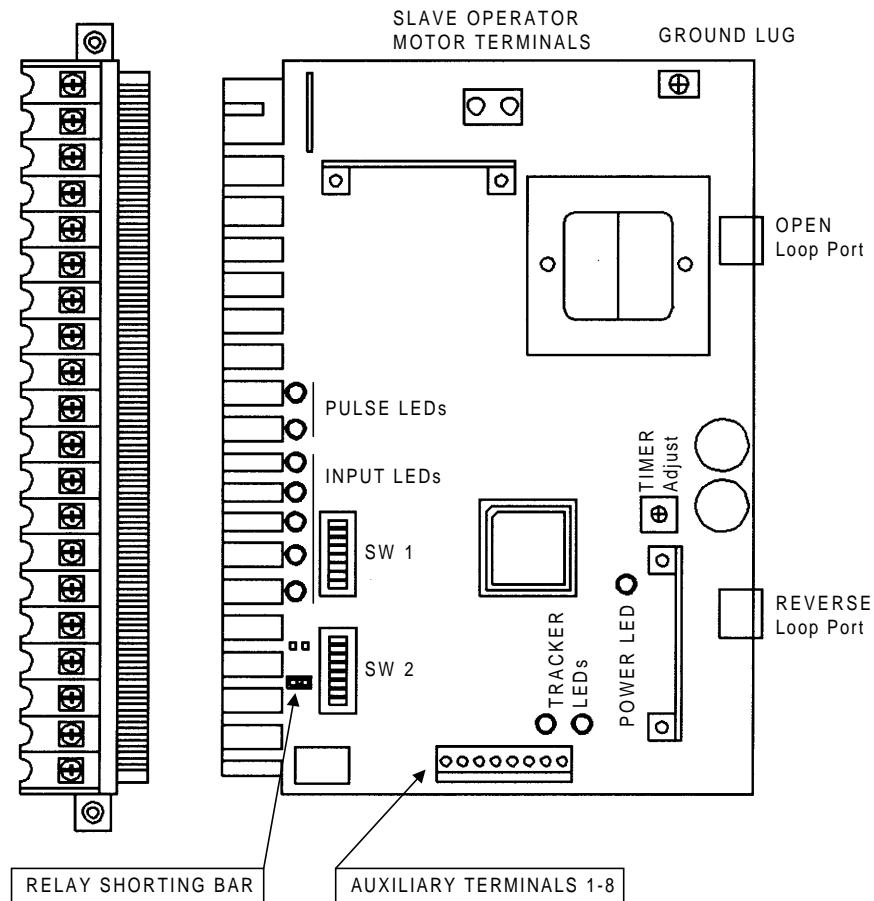 SLAVE OPERATOR
MOTOR TERMINALS
GROUND LUG
OPEN
Loop Port
PULSE LEDs
INPUT LEDs
TIMER
Adjust
SW 1
REVERSE
Loop Port
SW 2
TRACKER
LEDs
POWER LED
RELAY SHORTING BAR
AUXILIARY TERMINALS 1-8